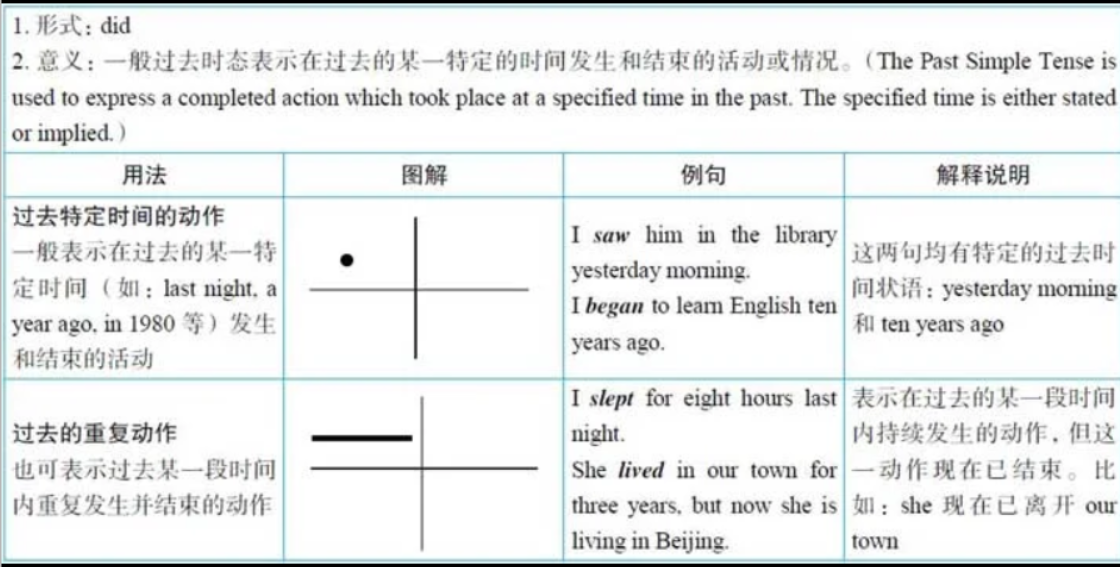 1. 形式：did
2. 意义：一般过去时态表示在过去的某一特定的时间发生和结束的活动或情况。（The Past Simple Tense is
used to express a completed action which took place at a specified time in the past. The specified time is either stated
or implied.）
用法
图解
例句
解释说明
过去特定时间的动作
一般表示在过去的某一特
定时间（如：last night, a
year ago, in 1980 等）发生
和结束的活动
I saw him in the library
yesterday morning.
I began to learn English ten
years ago.
这两句均有特定的过去时
间状语：yesterday morning
和 ten years ago
过去的重复动作
也可表示过去某一段时间
内重复发生并结束的动作
I slept for eight hours last
night.
She lived in our town for
three years, but now she is
living in Beijing.
表示在过去的某一段时间
内持续发生的动作，但这
一动作现在已结束。比
如：she 现在已离开 our
town